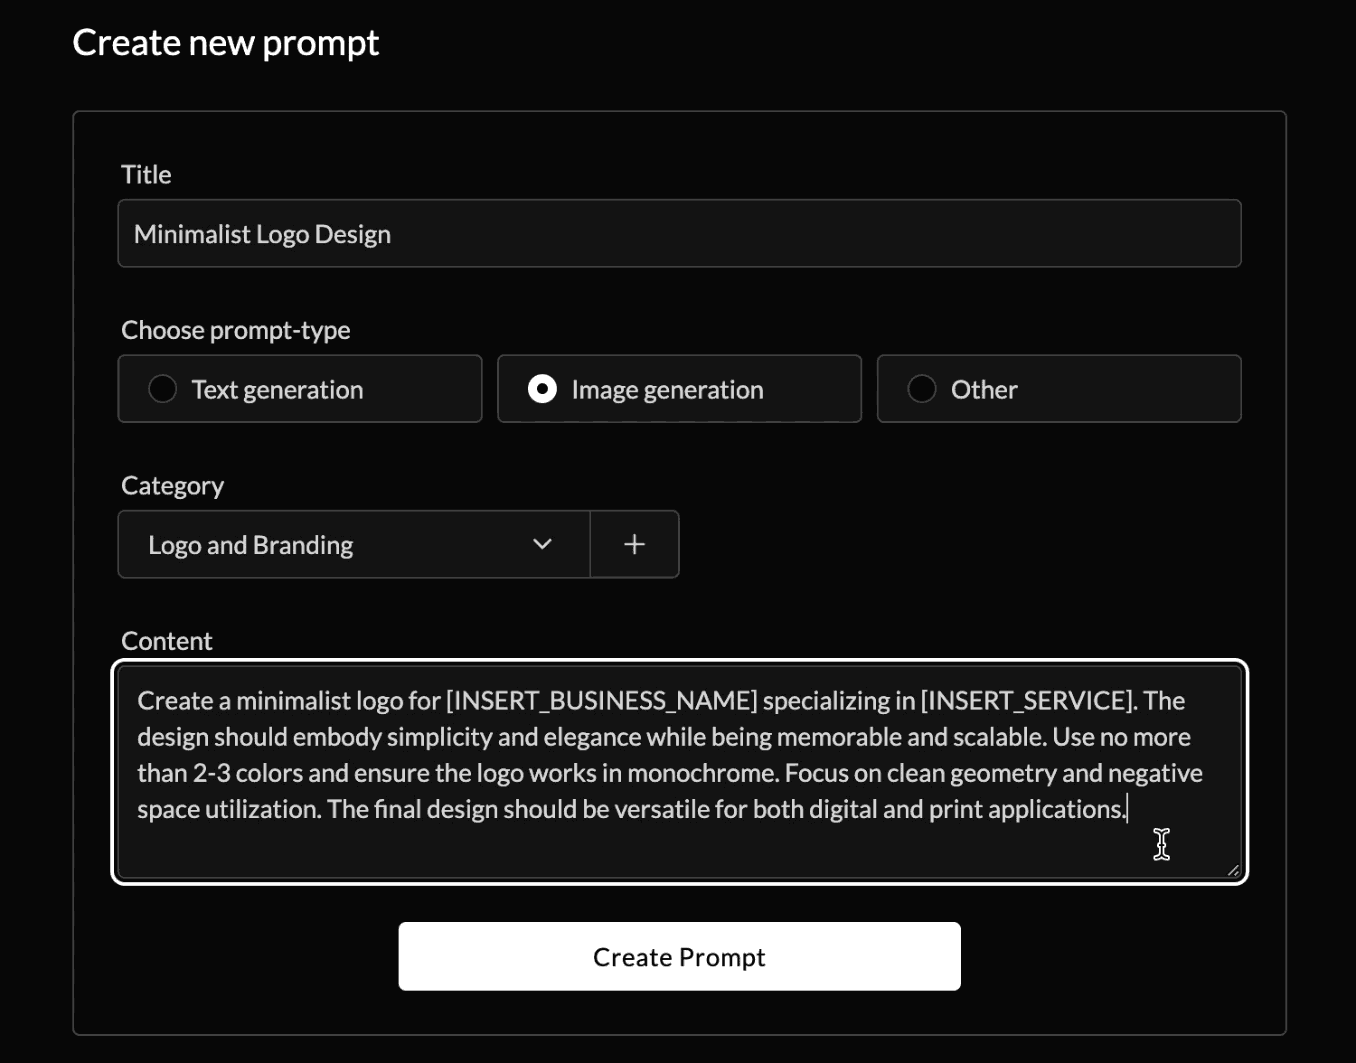 Create new prompt
Title
Minimalist Logo Design
Choose prompt-type
Text generation
Image generation
Other
Category
Logo and Branding
+
Content
Create a minimalist logo for [INSERT_BUSINESS_NAME] specializing in [INSERT_SERVICE]. The
design should embody simplicity and elegance while being memorable and scalable. Use no more
than 2-3 colors and ensure the logo works in monochrome. Focus on clean geometry and negative
space utilization. The final design should be versatile for both digital and print applications.
Create Prompt